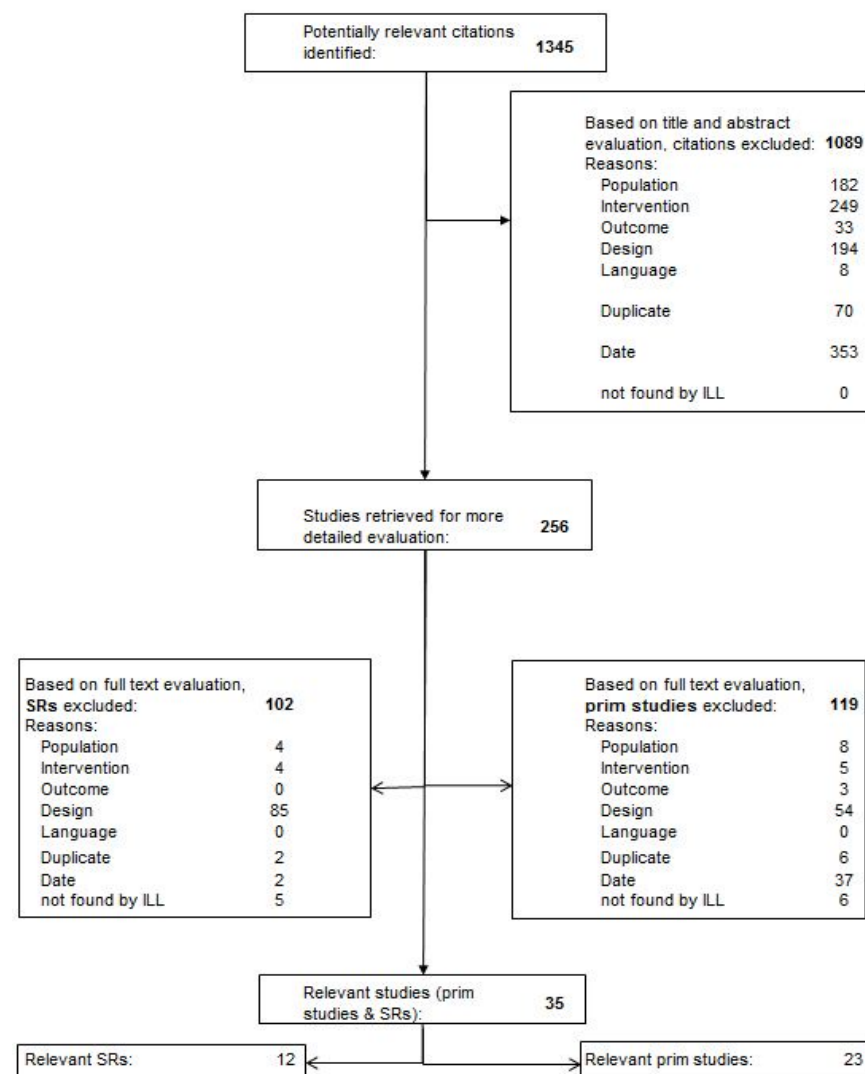 Potentially relevant citations
identified: 1345
Based on title and abstract
evaluation, citations excluded: 1089
Reasons:
Population 182
Intervention 249
Outcome 33
Design 194
Language 8
Duplicate 70
Date 353
not found by ILL 0
Studies retrieved for more
detailed evaluation: 256
Based on full text evaluation,
SRs excluded: 102
Reasons:
Population 4
Intervention 4
Outcome 0
Design 85
Language 0
Duplicate 2
Date 2
not found by ILL 5
Based on full text evaluation,
prim studies excluded: 119
Reasons:
Population 8
Intervention 5
Outcome 3
Design 54
Language 0
Duplicate 6
Date 37
not found by ILL 6
Relevant studies (prim
studies & SRs): 35
Relevant SRs: 12
Relevant prim studies: 23